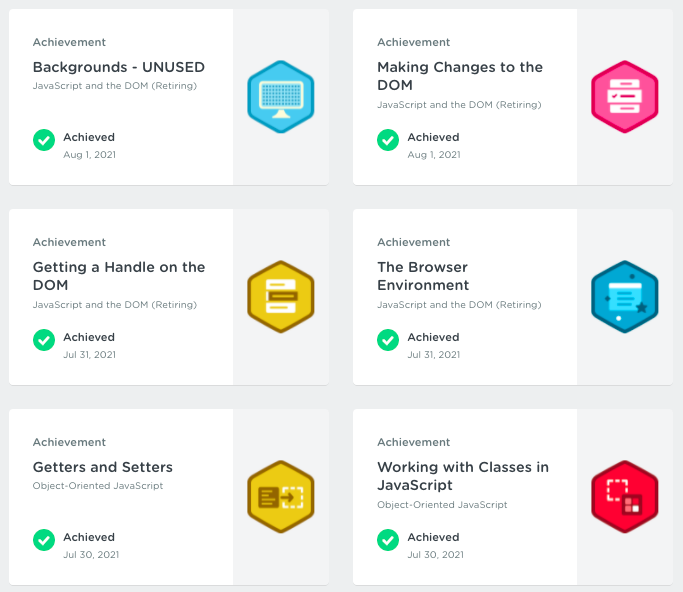 Achievement
Backgrounds - UNUSED
JavaScript and the DOM (Retiring)
Achieved
Aug 1, 2021
Achievement
Making Changes to the
DOM
JavaScript and the DOM (Retiring)
Achieved
Aug 1, 2021
Achievement
Getting a Handle on the
DOM
JavaScript and the DOM (Retiring)
Achieved
Jul 31, 2021
Achievement
The Browser
Environment
JavaScript and the DOM (Retiring)
Achieved
Jul 31, 2021
Achievement
Getters and Setters
Object-Oriented JavaScript
Achieved
Jul 30, 2021
Achievement
Working with Classes in
JavaScript
Object-Oriented JavaScript
Achieved
Jul 30, 2021